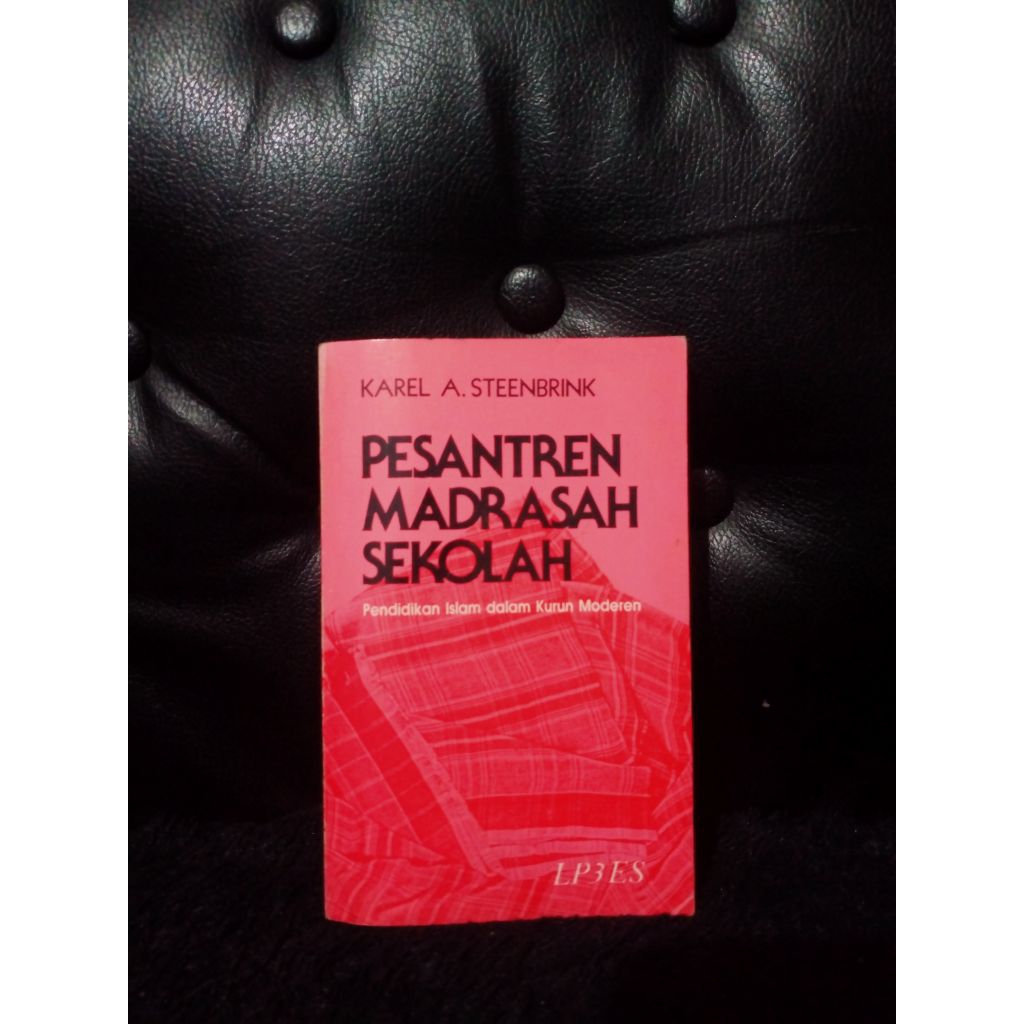 KAREL A. STEENBRINK
PESANTREN
MADRASAH
SEKOLAH
Pendidikan Islam dalam Kurun Moderen
LP3ES